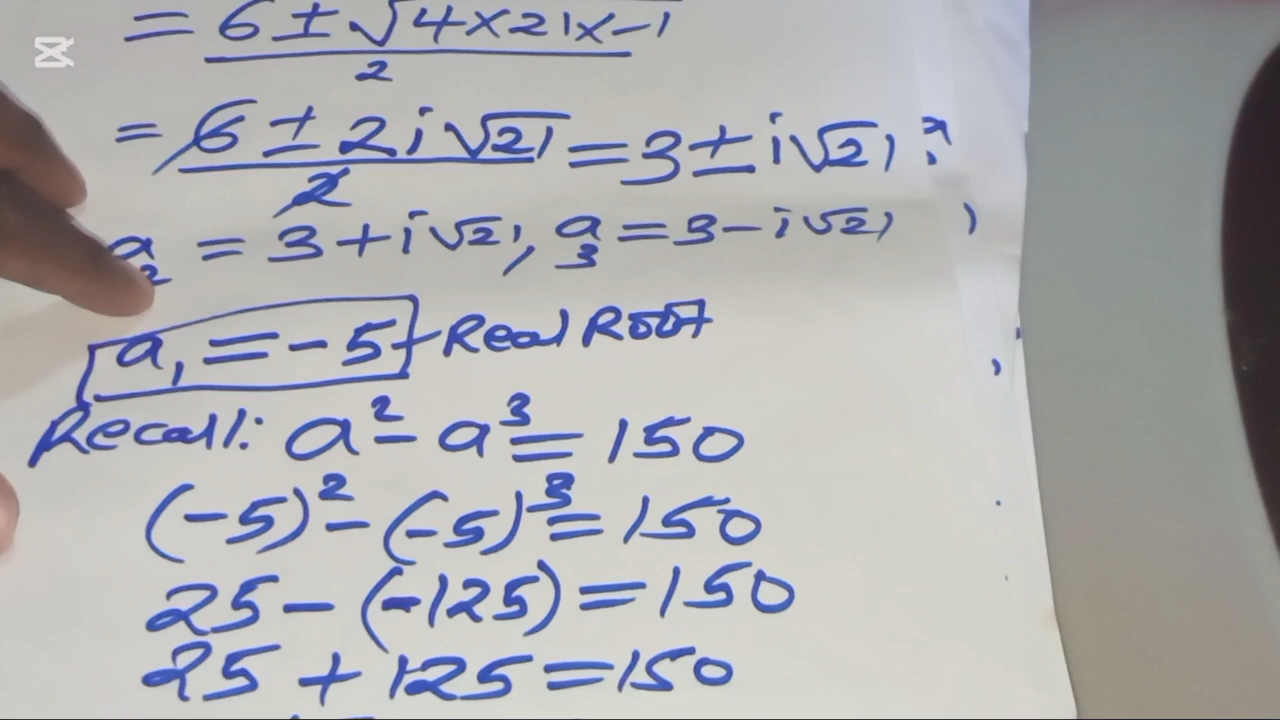 = 6 ± √4×21×-1
2
= 6 ± 2i√21 = 3 ± i√21 ;
2
a₂ = 3 + i√21, a₃ = 3 - i√21
a₁ = -5 Real Root
Recall: a² - a³ = 150
(-5)² - (-5)³ = 150
25 - (-125) = 150
25 + 125 = 150